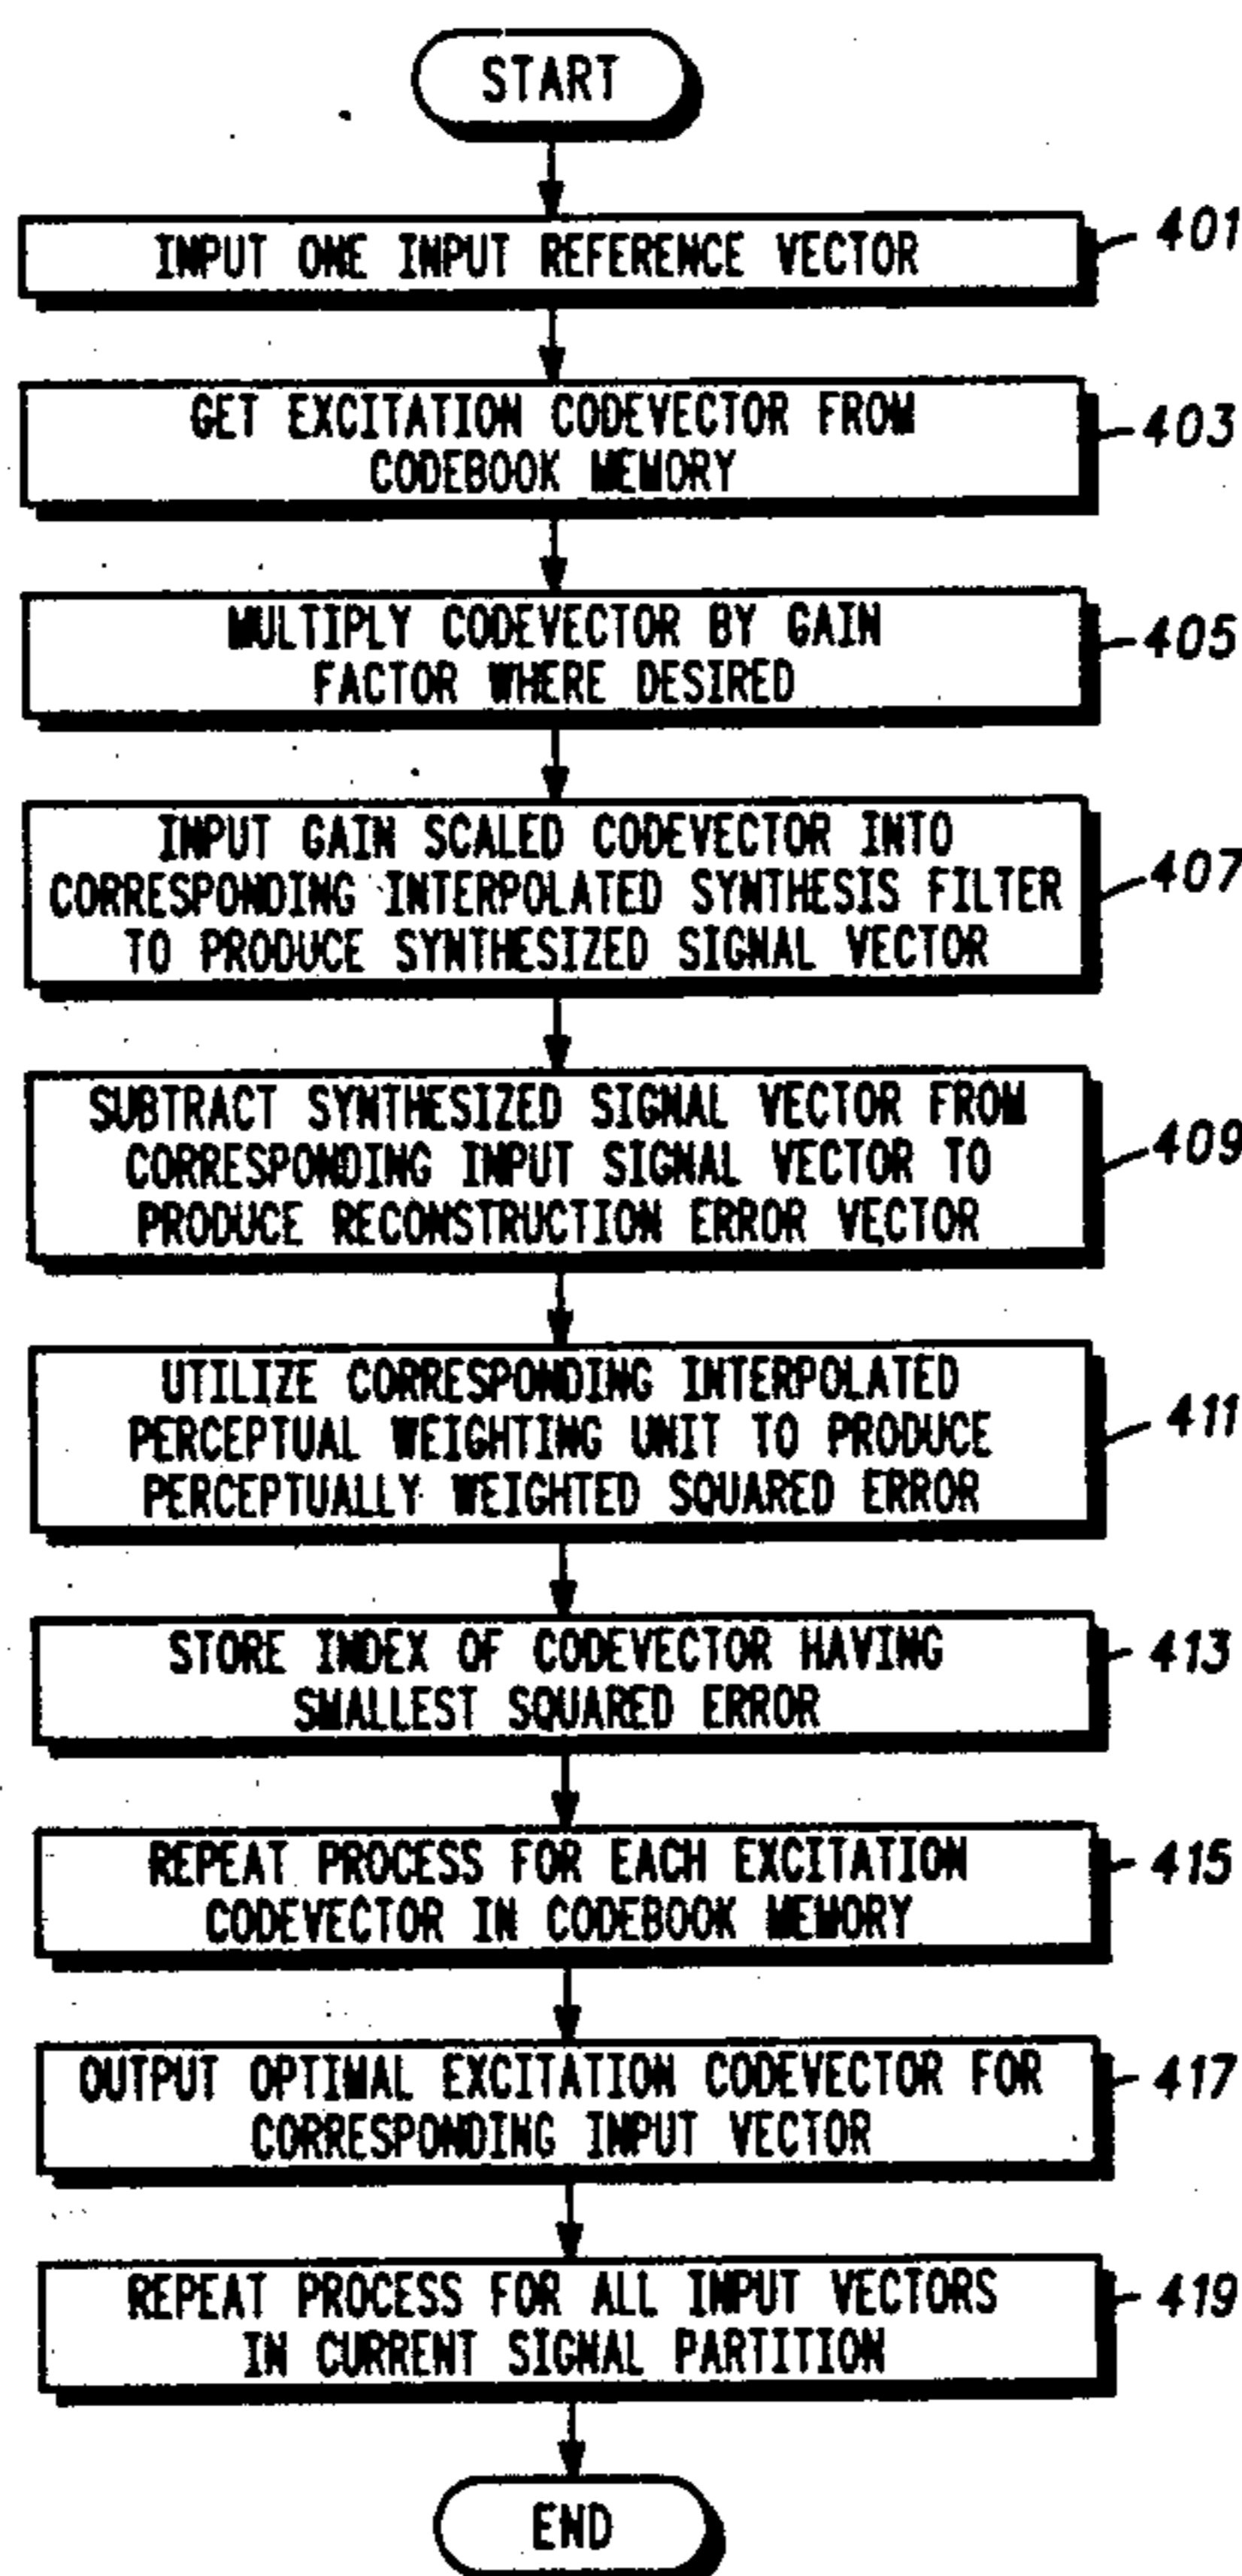 START
INPUT ONE INPUT REFERENCE VECTOR
401
GET EXCITATION CODEVECTOR FROM
CODEBOOK MEMORY
403
MULTIPLY CODEVECTOR BY GAIN
FACTOR WHERE DESIRED
405
INPUT GAIN SCALED CODEVECTOR INTO
CORRESPONDING INTERPOLATED SYNTHESIS FILTER
TO PRODUCE SYNTHESIZED SIGNAL VECTOR
407
SUBTRACT SYNTHESIZED SIGNAL VECTOR FROM
CORRESPONDING INPUT SIGNAL VECTOR TO
PRODUCE RECONSTRUCTION ERROR VECTOR
409
UTILIZE CORRESPONDING INTERPOLATED
PERCEPTUAL WEIGHTING UNIT TO PRODUCE
PERCEPTUALLY WEIGHTED SQUARED ERROR
411
STORE INDEX OF CODEVECTOR HAVING
SMALLEST SQUARED ERROR
413
REPEAT PROCESS FOR EACH EXCITATION
CODEVECTOR IN CODEBOOK MEMORY
415
OUTPUT OPTIMAL EXCITATION CODEVECTOR FOR
CORRESPONDING INPUT VECTOR
417
REPEAT PROCESS FOR ALL INPUT VECTORS
IN CURRENT SIGNAL PARTITION
419
END